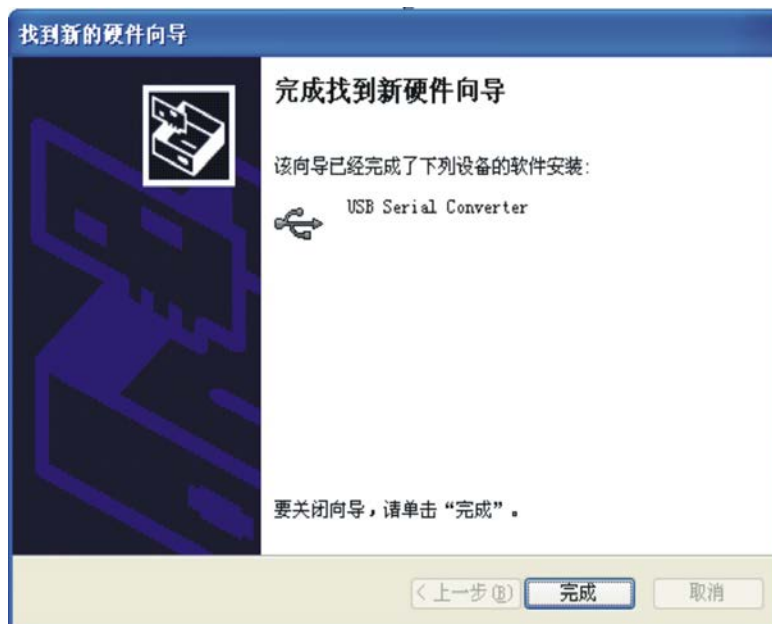 找到新的硬件向导
完成找到新硬件向导
该向导已经完成了下列设备的软件安装:
USB Serial Converter
要关闭向导，请单击“完成”。
< 上一步(B)
完成
取消